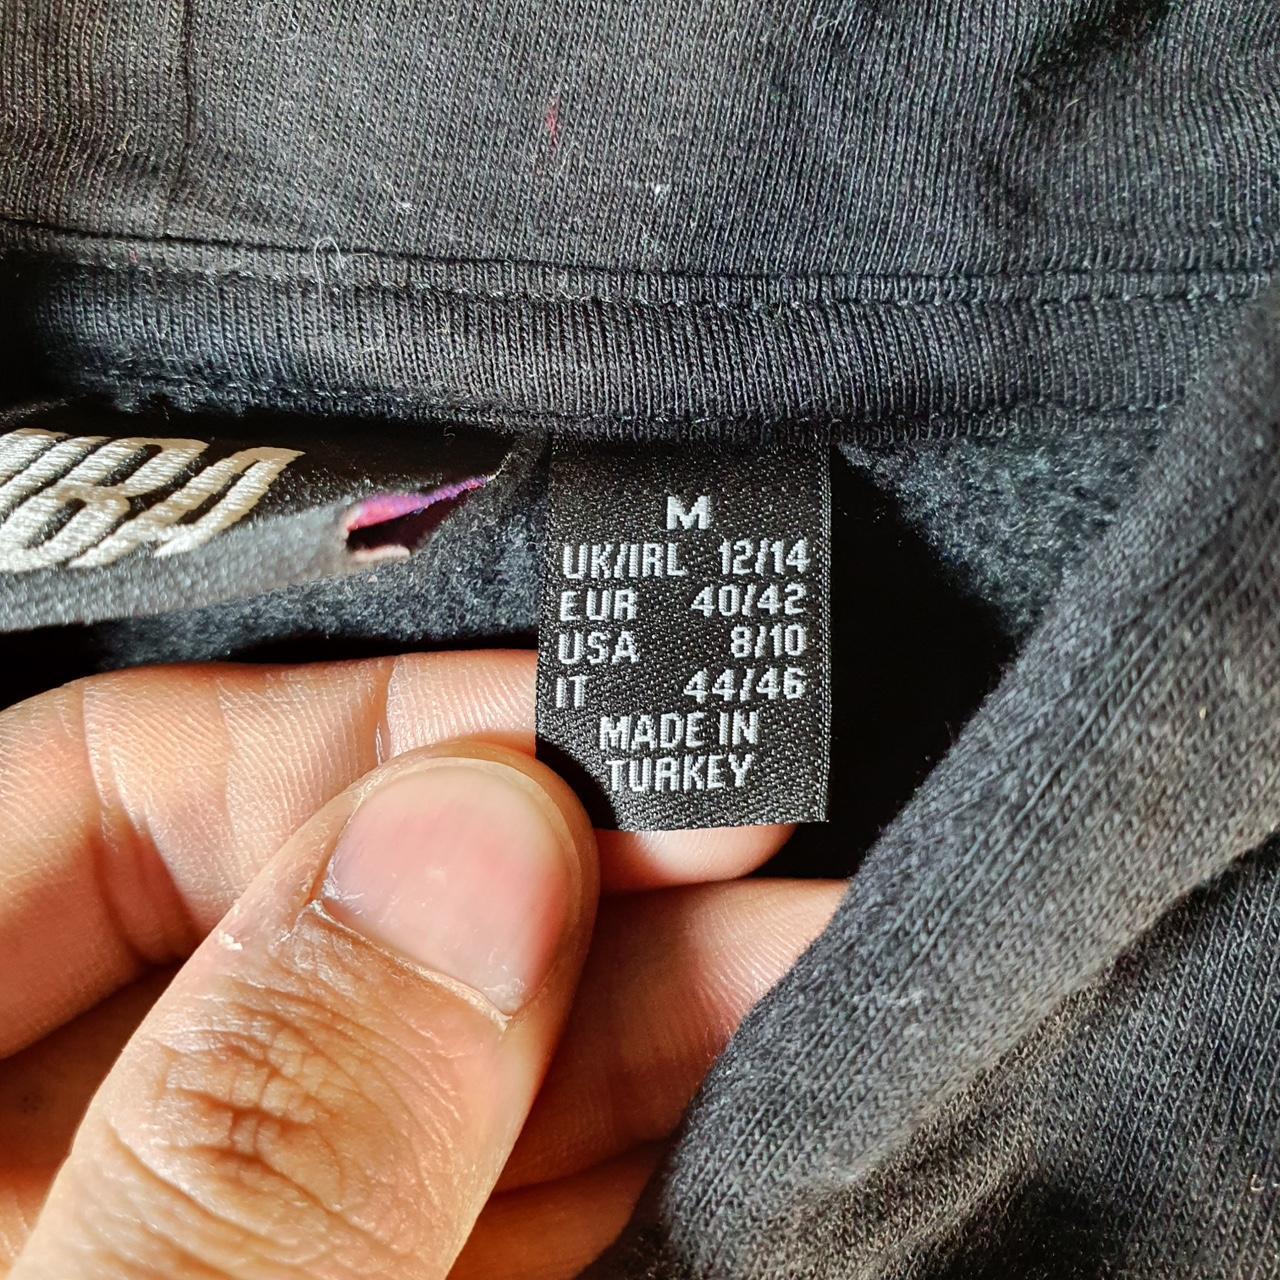 M
UK/IRL 12/14
EUR 40/42
USA 8/10
IT 44/46
MADE IN
TURKEY